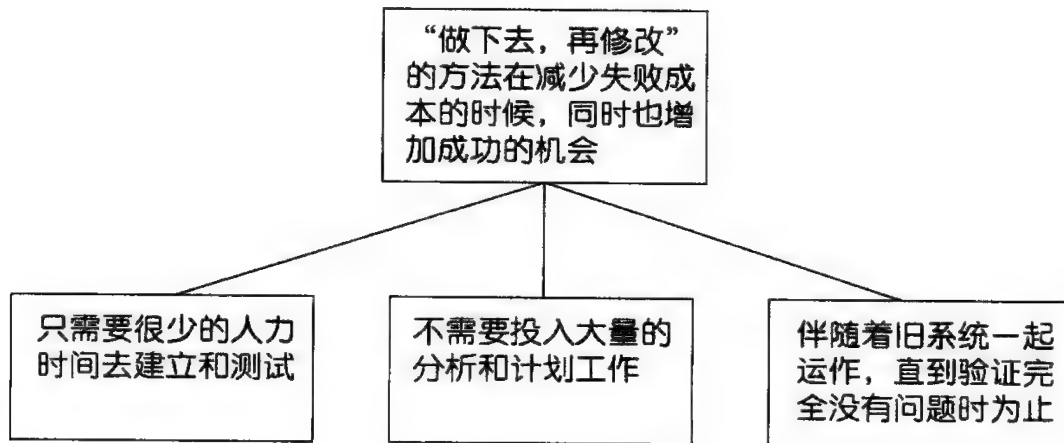 “做下去，再修改”
的方法在减少失败成
本的时候，同时也增
加成功的机会
只需要很少的人力
时间去建立和测试
不需要投入大量的
分析和计划工作
伴随着旧系统一起
运作，直到验证完
全没有问题时为止